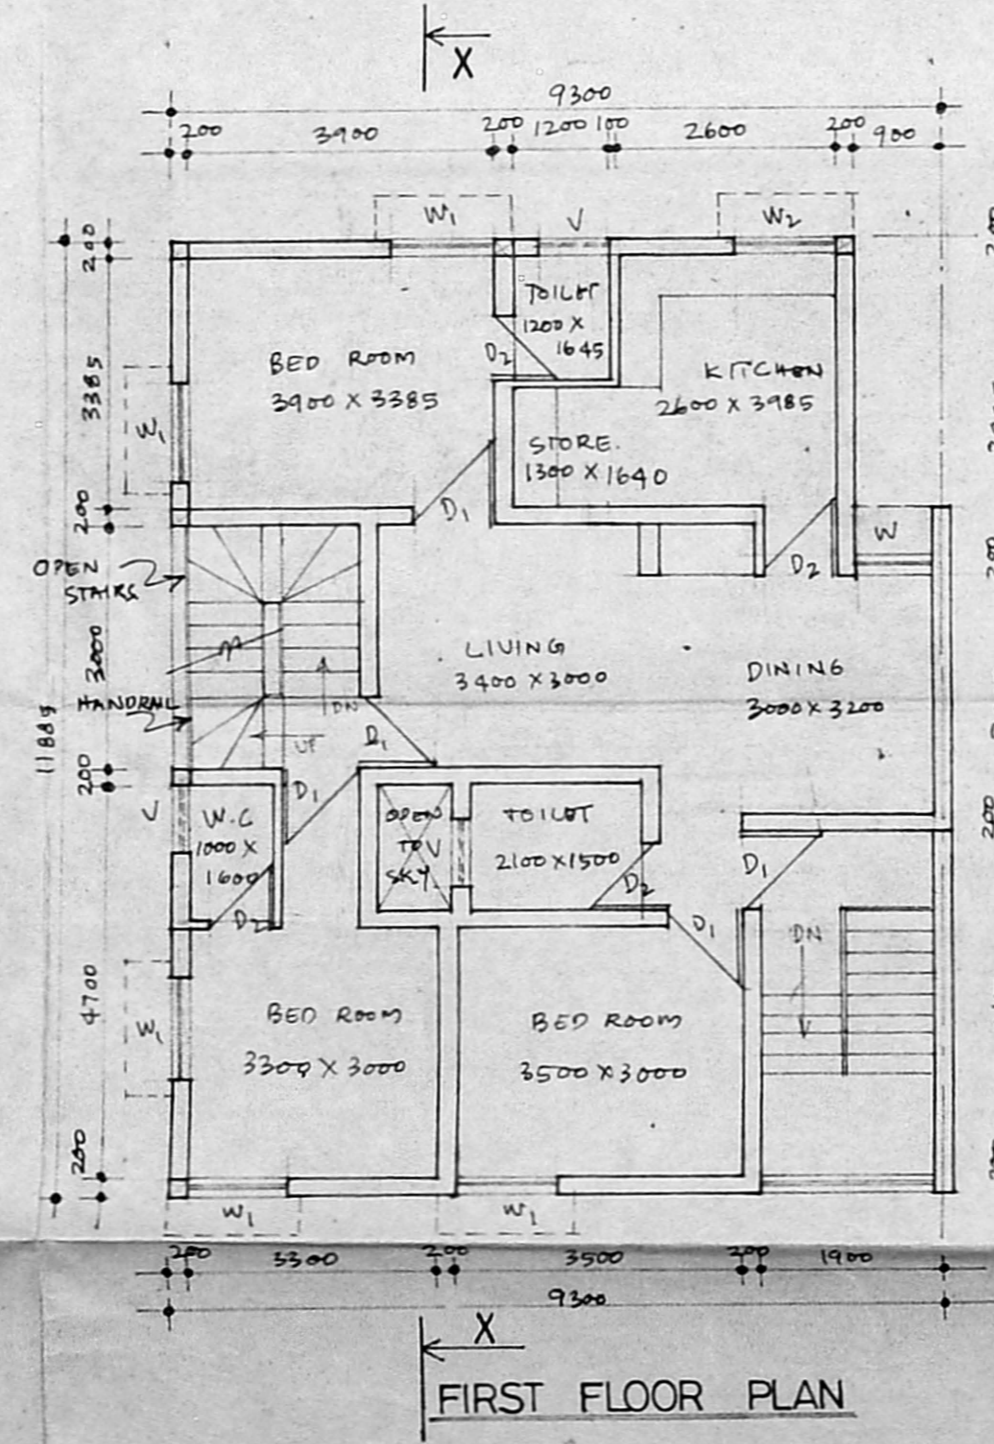 X
9300
200 3900 200 1200 100 2600 200 900
W1 V W2
200
TOILET
1200 X
1645
D2
BED ROOM
3900 X 3385
KITCHEN
2600 X 3985
3385
W1
STORE.
1300 X 1640
D1
200
W
D2
OPEN
STAIRS
LIVING
3400 X 3000
DINING
3000 X 3200
3000
HANDRAIL
DN
UP
D1
11885
200
D1
V
W.C
1000 X
1600
D2
OPEN
TO V
SKY.
TOILET
2100 X 1500
D2
D1
D1
DN
200
4700
W1
BED ROOM
3300 X 3000
BED ROOM
3500 X 3000
200
W1 W1
200 3300 200 3500 200 1900
9300
X
FIRST FLOOR PLAN